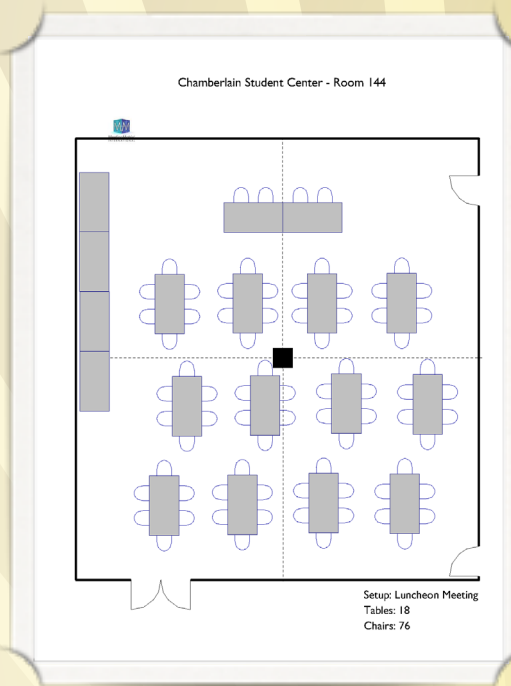 Chamberlain Student Center - Room 144
Setup: Luncheon Meeting
Tables: 18
Chairs: 76